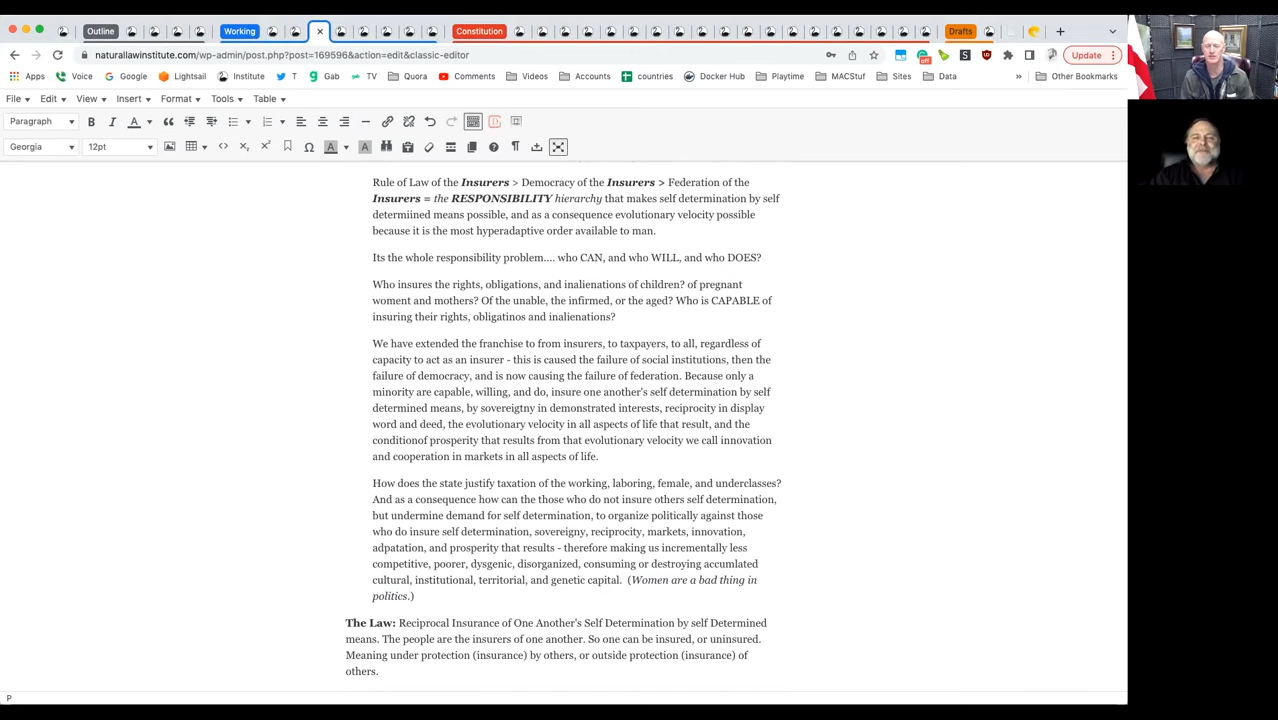 Outline
Working
Constitution
Drafts
naturallawinstitute.com/wp-admin/post.php?post=169596&action=edit&classic-editor
Update
Apps Voice Google Lightsail Institute T Gab TV Quora Comments Videos Accounts countries Docker Hub Playtime MACStuf Sites Data » Other Bookmarks
File Edit View Insert Format Tools Table
Paragraph
Georgia 12pt
Rule of Law of the Insurers > Democracy of the Insurers > Federation of the
Insurers = the RESPONSIBILITY hierarchy that makes self determination by self
determiined means possible, and as a consequence evolutionary velocity possible
because it is the most hyperadaptive order available to man.
Its the whole responsibility problem.... who CAN, and who WILL, and who DOES?
Who insures the rights, obligations, and inalienations of children? of pregnant
woment and mothers? Of the unable, the infirmed, or the aged? Who is CAPABLE of
insuring their rights, obligatinos and inalienations?
We have extended the franchise to from insurers, to taxpayers, to all, regardless of
capacity to act as an insurer - this is caused the failure of social institutions, then the
failure of democracy, and is now causing the failure of federation. Because only a
minority are capable, willing, and do, insure one another's self determination by self
determined means, by sovereigtny in demonstrated interests, reciprocity in display
word and deed, the evolutionary velocity in all aspects of life that result, and the
conditionof prosperity that results from that evolutionary velocity we call innovation
and cooperation in markets in all aspects of life.
How does the state justify taxation of the working, laboring, female, and underclasses?
And as a consequence how can the those who do not insure others self determination,
but undermine demand for self determination, to organize politically against those
who do insure self determination, sovereigny, reciprocity, markets, innovation,
adpatation, and prosperity that results - therefore making us incrementally less
competitive, poorer, dysgenic, disorganized, consuming or destroying accumlated
cultural, institutional, territorial, and genetic capital. (Women are a bad thing in
politics.)
The Law: Reciprocal Insurance of One Another's Self Determination by self Determined
means. The people are the insurers of one another. So one can be insured, or uninsured.
Meaning under protection (insurance) by others, or outside protection (insurance) of
others.
P